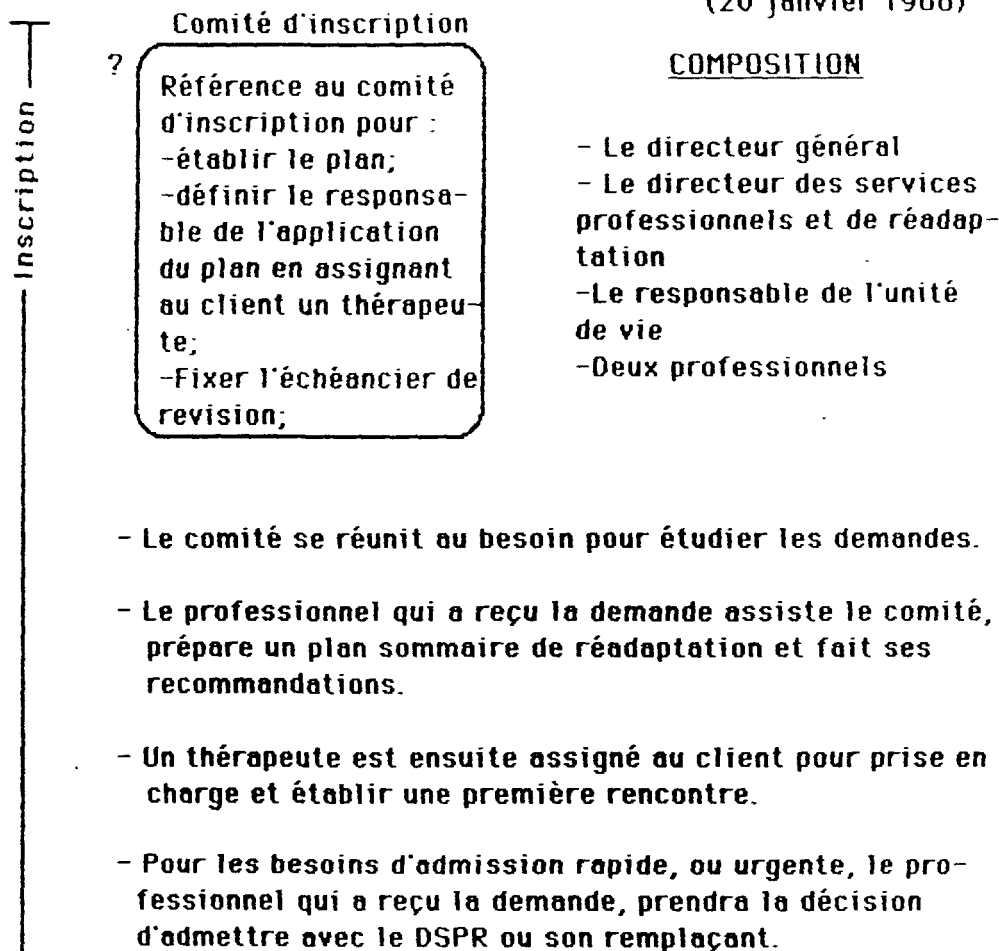 (20 janvier 1988)
Comité d'inscription
?
Inscription
Référence au comité
d'inscription pour :
-établir le plan;
-définir le responsa-
ble de l'application
du plan en assignant
au client un thérapeu-
te;
-Fixer l'échéancier de
revision;
COMPOSITION
- Le directeur général
- Le directeur des services
professionnels et de réadap-
tation
-Le responsable de l'unité
de vie
-Deux professionnels
- Le comité se réunit au besoin pour étudier les demandes.
- Le professionnel qui a reçu la demande assiste le comité,
prépare un plan sommaire de réadaptation et fait ses
recommandations.
- Un thérapeute est ensuite assigné au client pour prise en
charge et établir une première rencontre.
- Pour les besoins d'admission rapide, ou urgente, le pro-
fessionnel qui a reçu la demande, prendra la décision
d'admettre avec le DSPR ou son remplaçant.